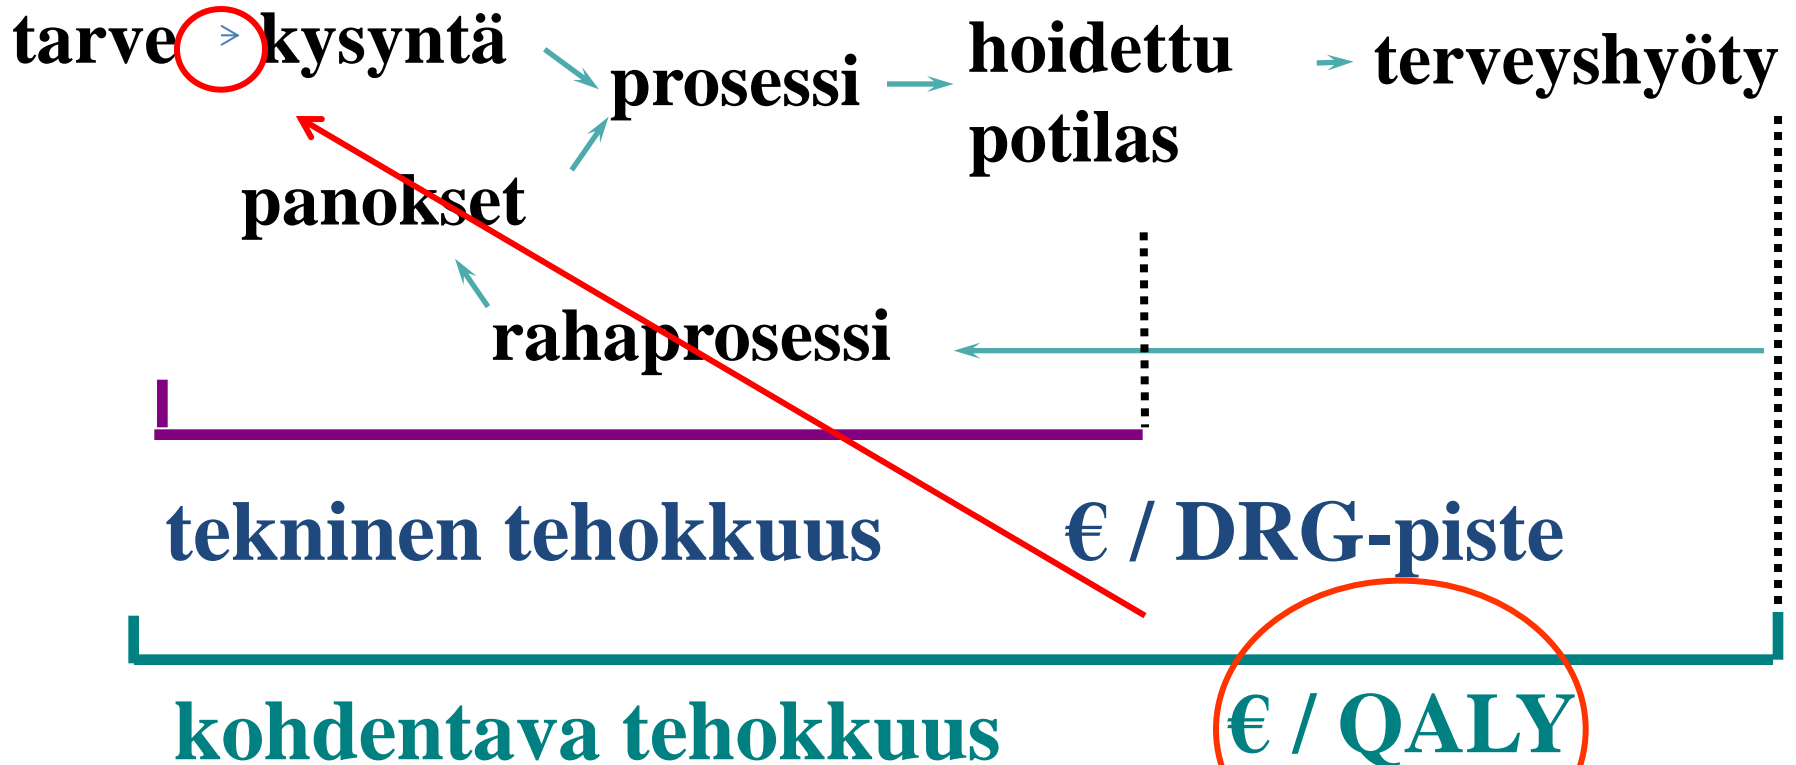 tarve kysyntä
prosessi
hoidettu
potilas
terveyshyöty
panokset
rahaprosessi
tekninen tehokkuus € / DRG-piste
kohdentava tehokkuus € / QALY